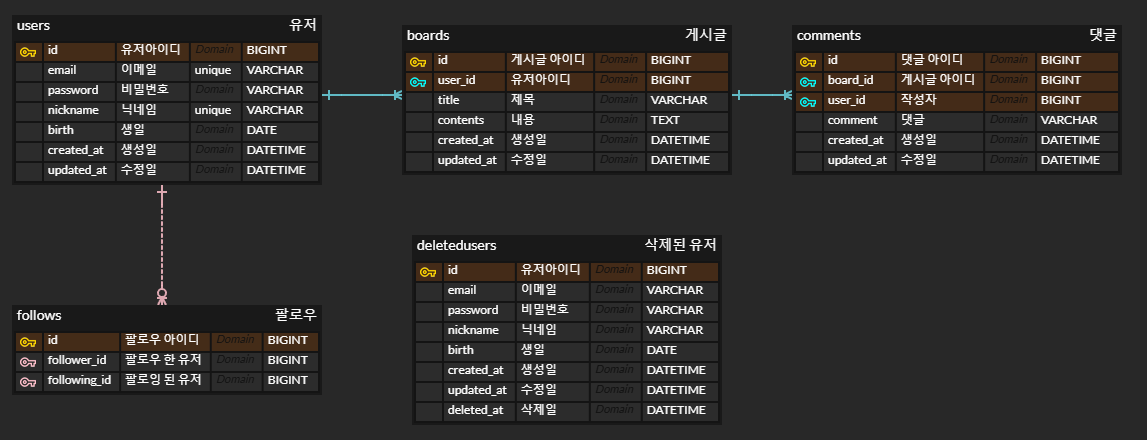 users 유저
id 유저아이디 Domain BIGINT
email 이메일 unique VARCHAR
password 비밀번호 Domain VARCHAR
nickname 닉네임 unique VARCHAR
birth 생일 Domain DATE
created_at 생성일 Domain DATETIME
updated_at 수정일 Domain DATETIME
boards 게시글
id 게시글 아이디 Domain BIGINT
user_id 유저아이디 Domain BIGINT
title 제목 Domain VARCHAR
contents 내용 Domain TEXT
created_at 생성일 Domain DATETIME
updated_at 수정일 Domain DATETIME
comments 댓글
id 댓글 아이디 Domain BIGINT
board_id 게시글 아이디 Domain BIGINT
user_id 작성자 Domain BIGINT
comment 댓글 Domain VARCHAR
created_at 생성일 Domain DATETIME
updated_at 수정일 Domain DATETIME
follows 팔로우
id 팔로우 아이디 Domain BIGINT
follower_id 팔로우 한 유저 Domain BIGINT
following_id 팔로잉 된 유저 Domain BIGINT
deletedusers 삭제된 유저
id 유저아이디 Domain BIGINT
email 이메일 Domain VARCHAR
password 비밀번호 Domain VARCHAR
nickname 닉네임 Domain VARCHAR
birth 생일 Domain DATE
created_at 생성일 Domain DATETIME
updated_at 수정일 Domain DATETIME
deleted_at 삭제일 Domain DATETIME